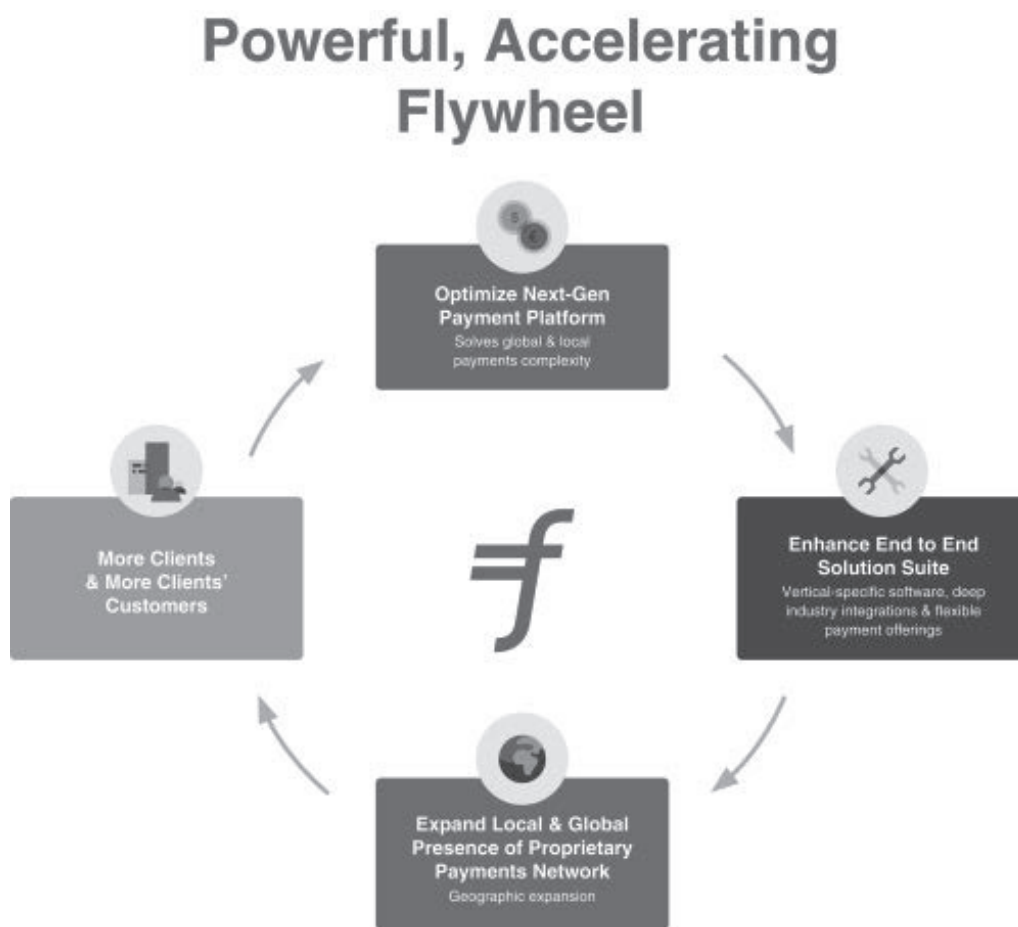 Powerful, Accelerating
Flywheel
$
€
Optimize Next-Gen
Payment Platform
Solves global & local
payments complexity
More Clients
& More Clients'
Customers
Enhance End to End
Solution Suite
Vertical-specific software, deep
industry integrations & flexible
payment offerings
Expand Local & Global
Presence of Proprietary
Payments Network
Geographic expansion